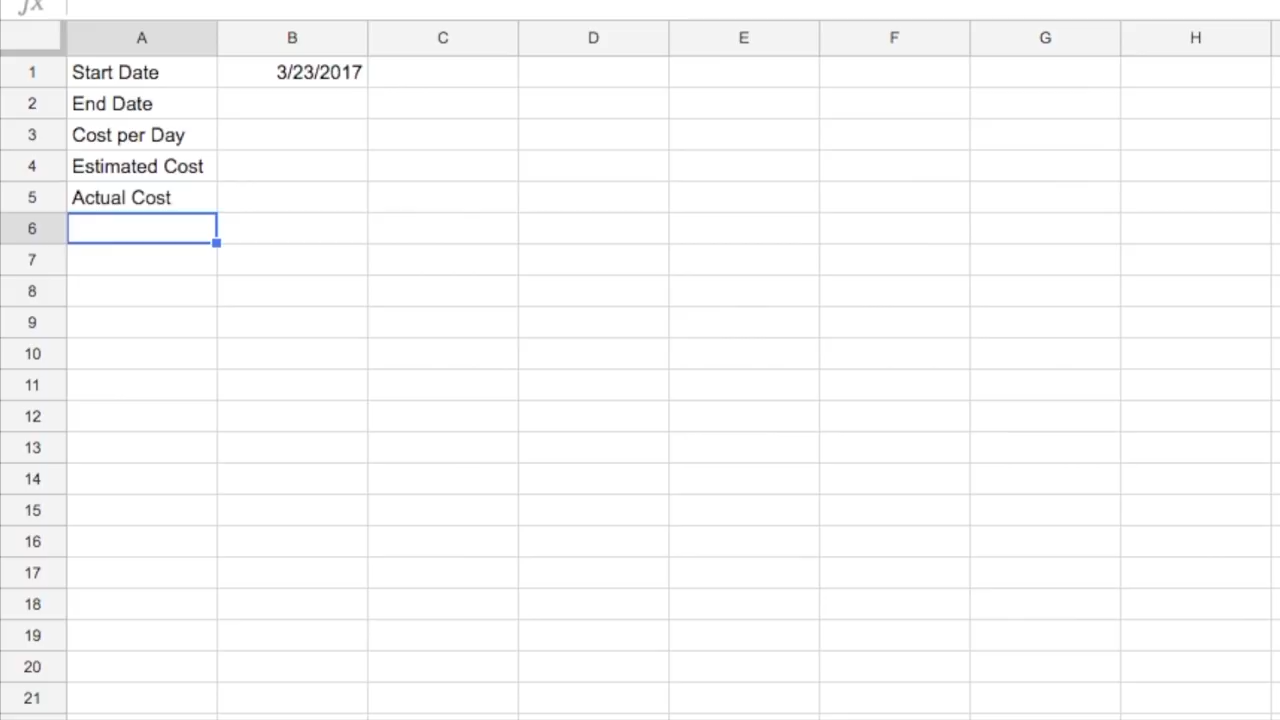 fx
A B C D E F G H
1 Start Date 3/23/2017
2 End Date
3 Cost per Day
4 Estimated Cost
5 Actual Cost
6
7
8
9
10
11
12
13
14
15
16
17
18
19
20
21